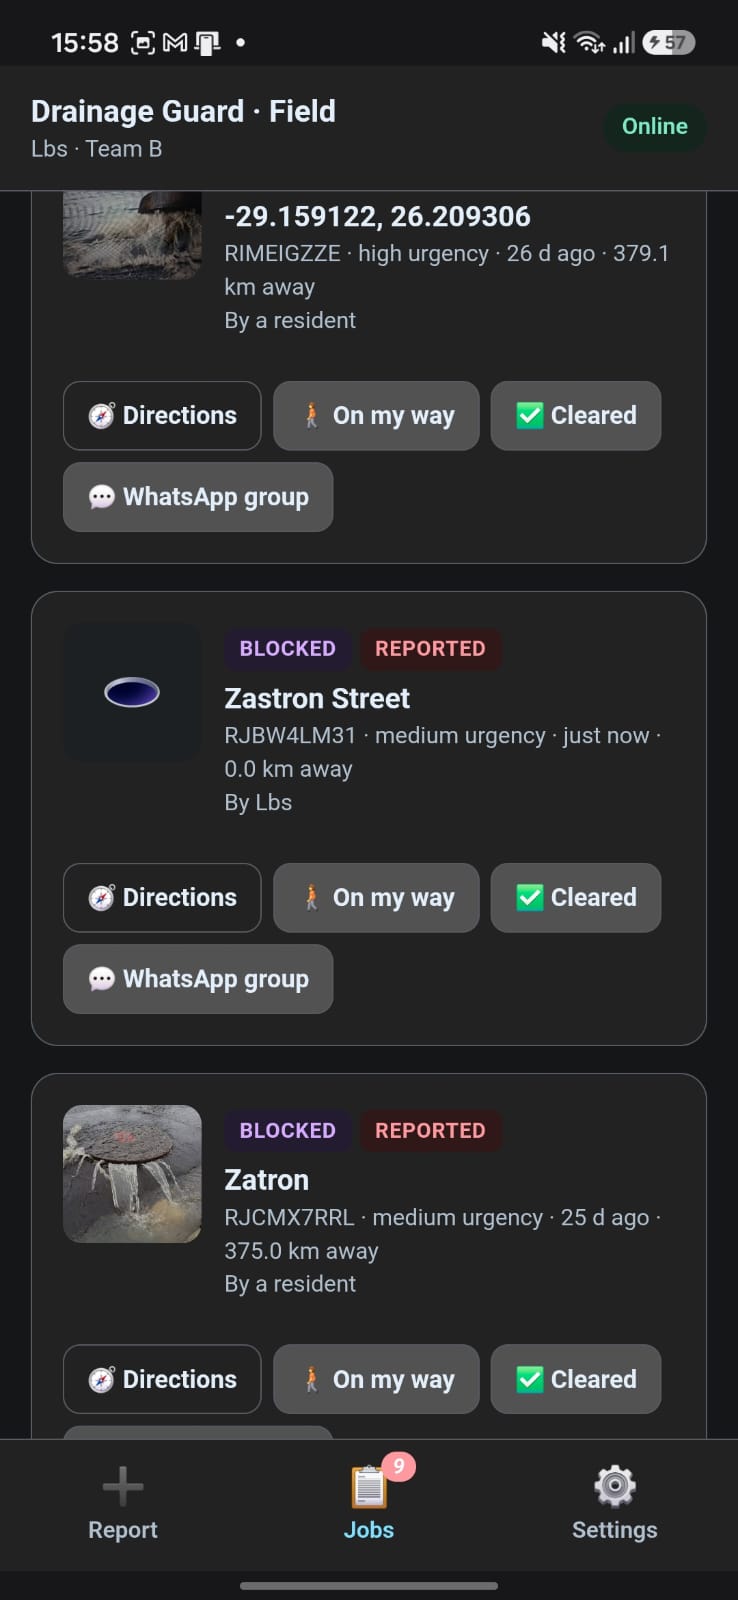 15:58
57
Drainage Guard · Field
Lbs · Team B
Online
-29.159122, 26.209306
RIMEIGZZE · high urgency · 26 d ago · 379.1
km away
By a resident
Directions
On my way
Cleared
WhatsApp group
BLOCKED
REPORTED
Zastron Street
RJBW4LM31 · medium urgency · just now ·
0.0 km away
By Lbs
Directions
On my way
Cleared
WhatsApp group
BLOCKED
REPORTED
Zatron
RJCMX7RRL · medium urgency · 25 d ago ·
375.0 km away
By a resident
Directions
On my way
Cleared
9
Report
Jobs
Settings